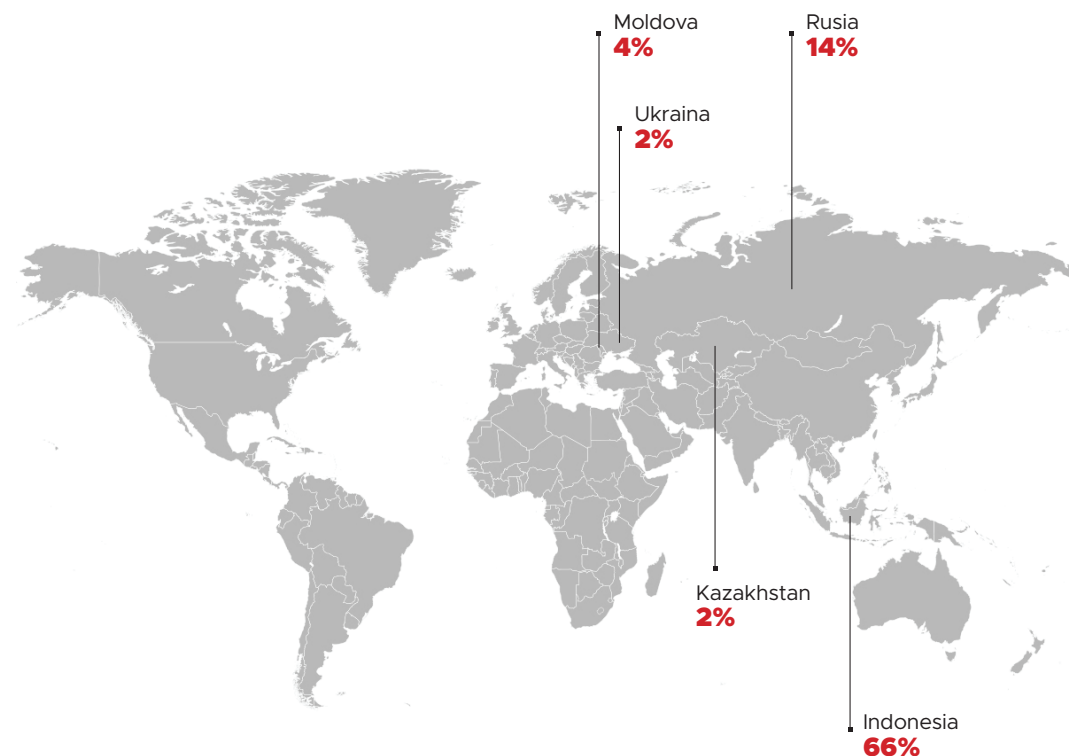 Moldova
4%
Rusia
14%
Ukraina
2%
Kazakhstan
2%
Indonesia
66%